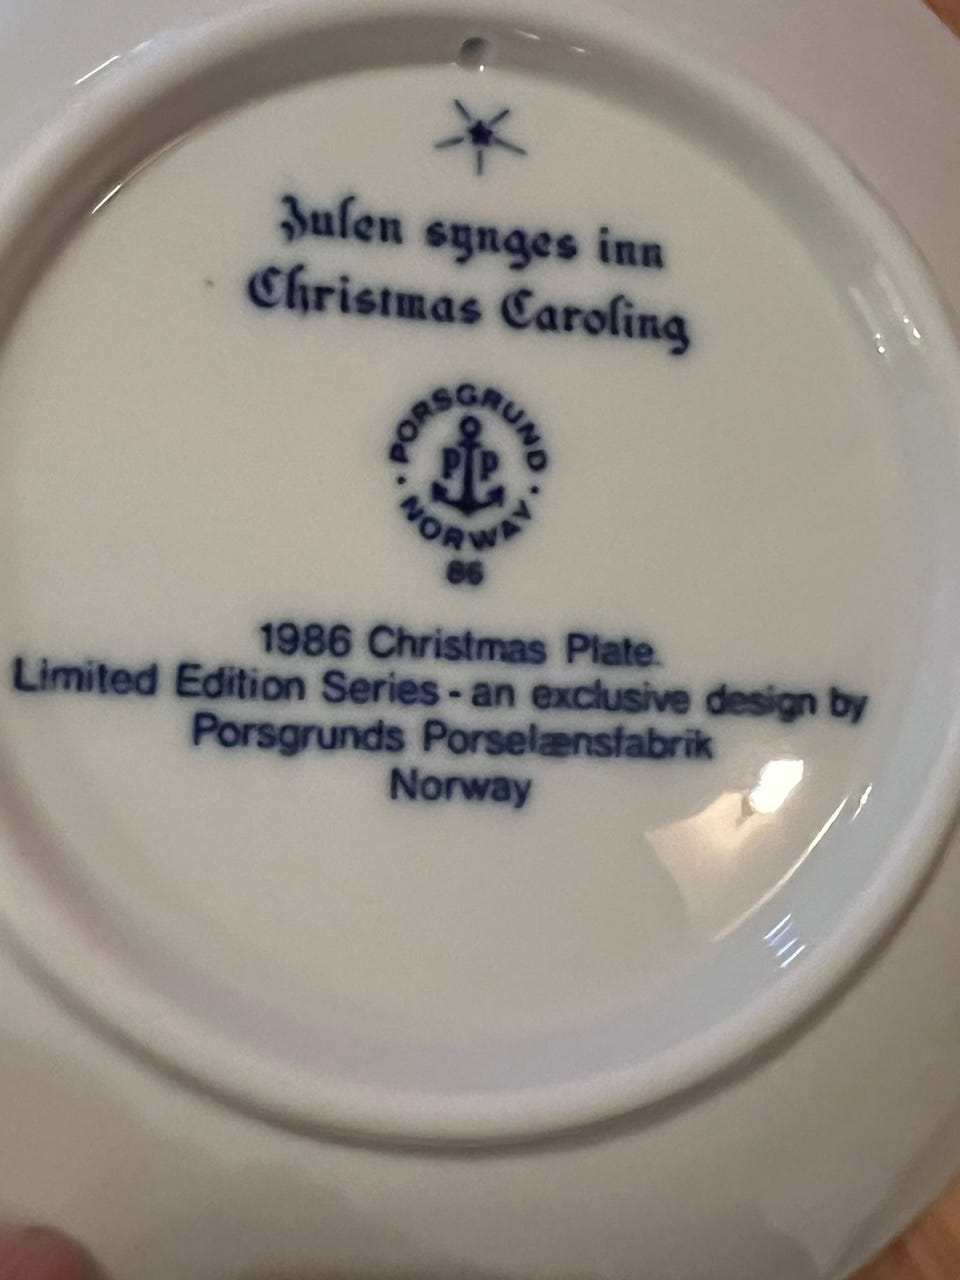 Julen synges inn
Christmas Caroling
PORSGRUND
P P
NORWAY
86
1986 Christmas Plate.
Limited Edition Series - an exclusive design by
Porsgrunds Porselænsfabrik
Norway